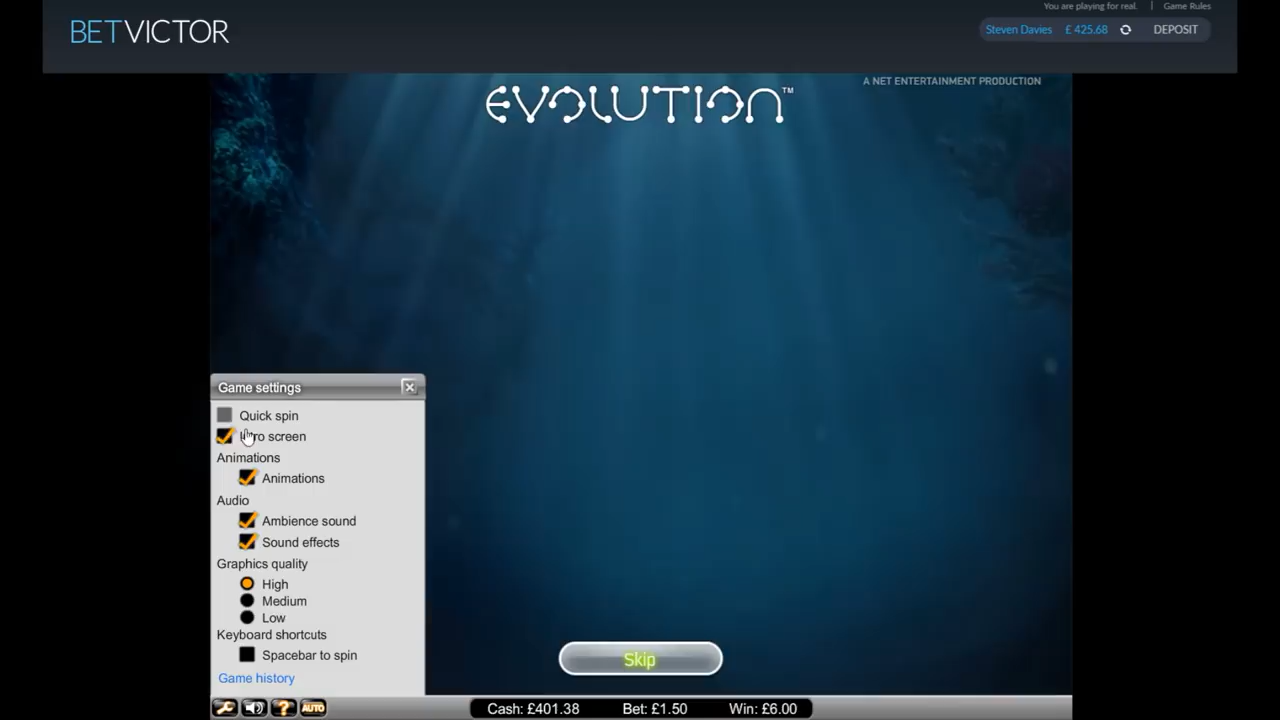 You are playing for real. | Game Rules
BETVICTOR
Steven Davies £ 425.68 DEPOSIT
A NET ENTERTAINMENT PRODUCTION
EVOLUTION™
Game settings
Quick spin
Intro screen
Animations
Animations
Audio
Ambience sound
Sound effects
Graphics quality
High
Medium
Low
Keyboard shortcuts
Spacebar to spin
Game history
Skip
? AUTO Cash: £401.38 Bet: £1.50 Win: £6.00